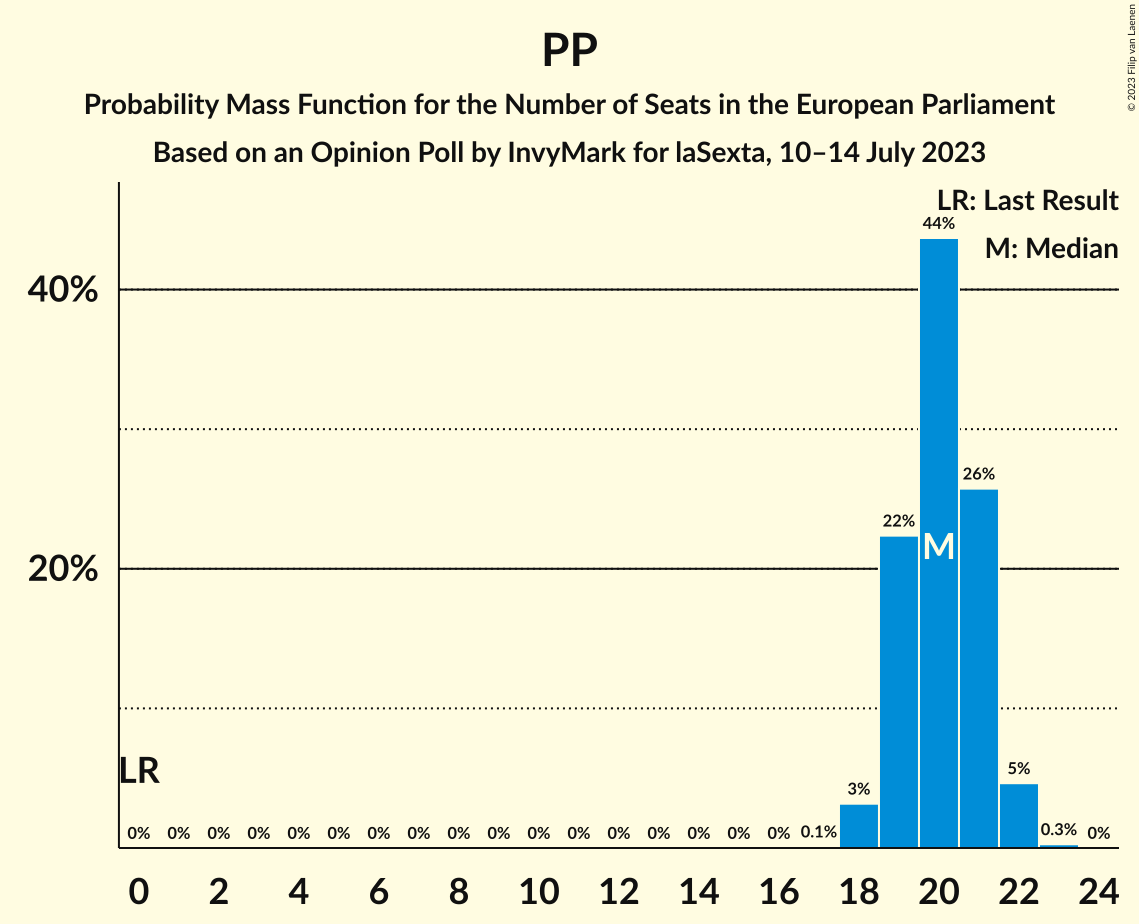 PP
Probability Mass Function for the Number of Seats in the European Parliament
Based on an Opinion Poll by InvyMark for laSexta, 10–14 July 2023
© 2023 Filip van Laenen
LR: Last Result
M: Median
40%
20%
44%
26%
22%
M
LR
5%
3%
0% 0% 0% 0% 0% 0% 0% 0% 0% 0% 0% 0% 0% 0% 0% 0% 0% 0.1% 0.3% 0%
0 2 4 6 8 10 12 14 16 18 20 22 24